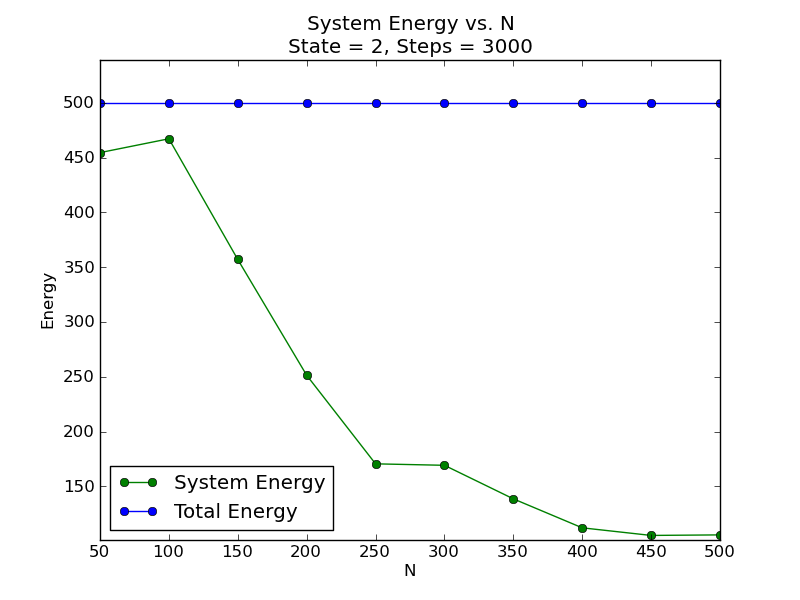 System Energy vs. N
State = 2, Steps = 3000
500
450
400
350
300
250
200
150
Energy
System Energy
Total Energy
50 100 150 200 250 300 350 400 450 500
N